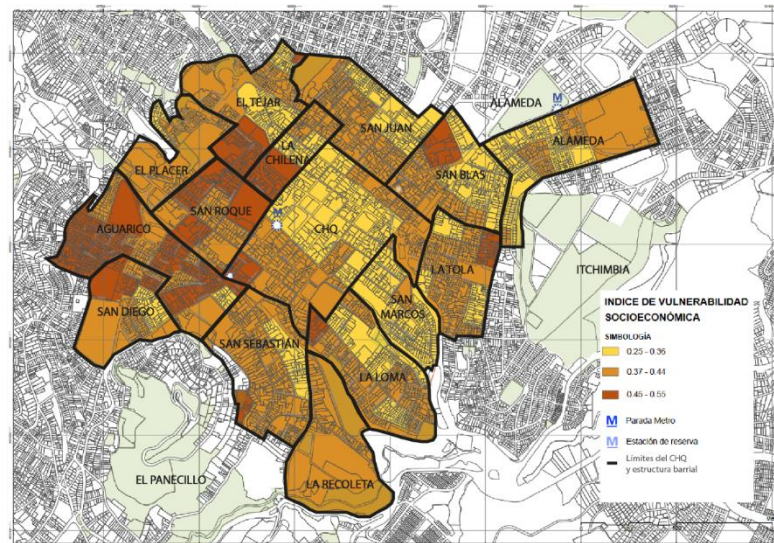 ALAMEDA
EL TEJAR
SAN JUAN
ALAMEDA
LA
CHILENA
EL PLACER
SAN BLAS
SAN ROQUE
AGUARICO
CHQ
LA TOLA
ITCHIMBIA
SAN DIEGO
SAN
MARCOS
SAN SEBASTIÁN
LA LOMA
EL PANECILLO
LA RECOLETA
M
M
INDICE DE VULNERABILIDAD
SOCIOECONÓMICA
SIMBOLOGÍA
0.25 - 0.36
0.37 - 0.44
0.45 - 0.55
M Parada Metro
M Estación de reserva
Límites del CHQ
y estructura barrial